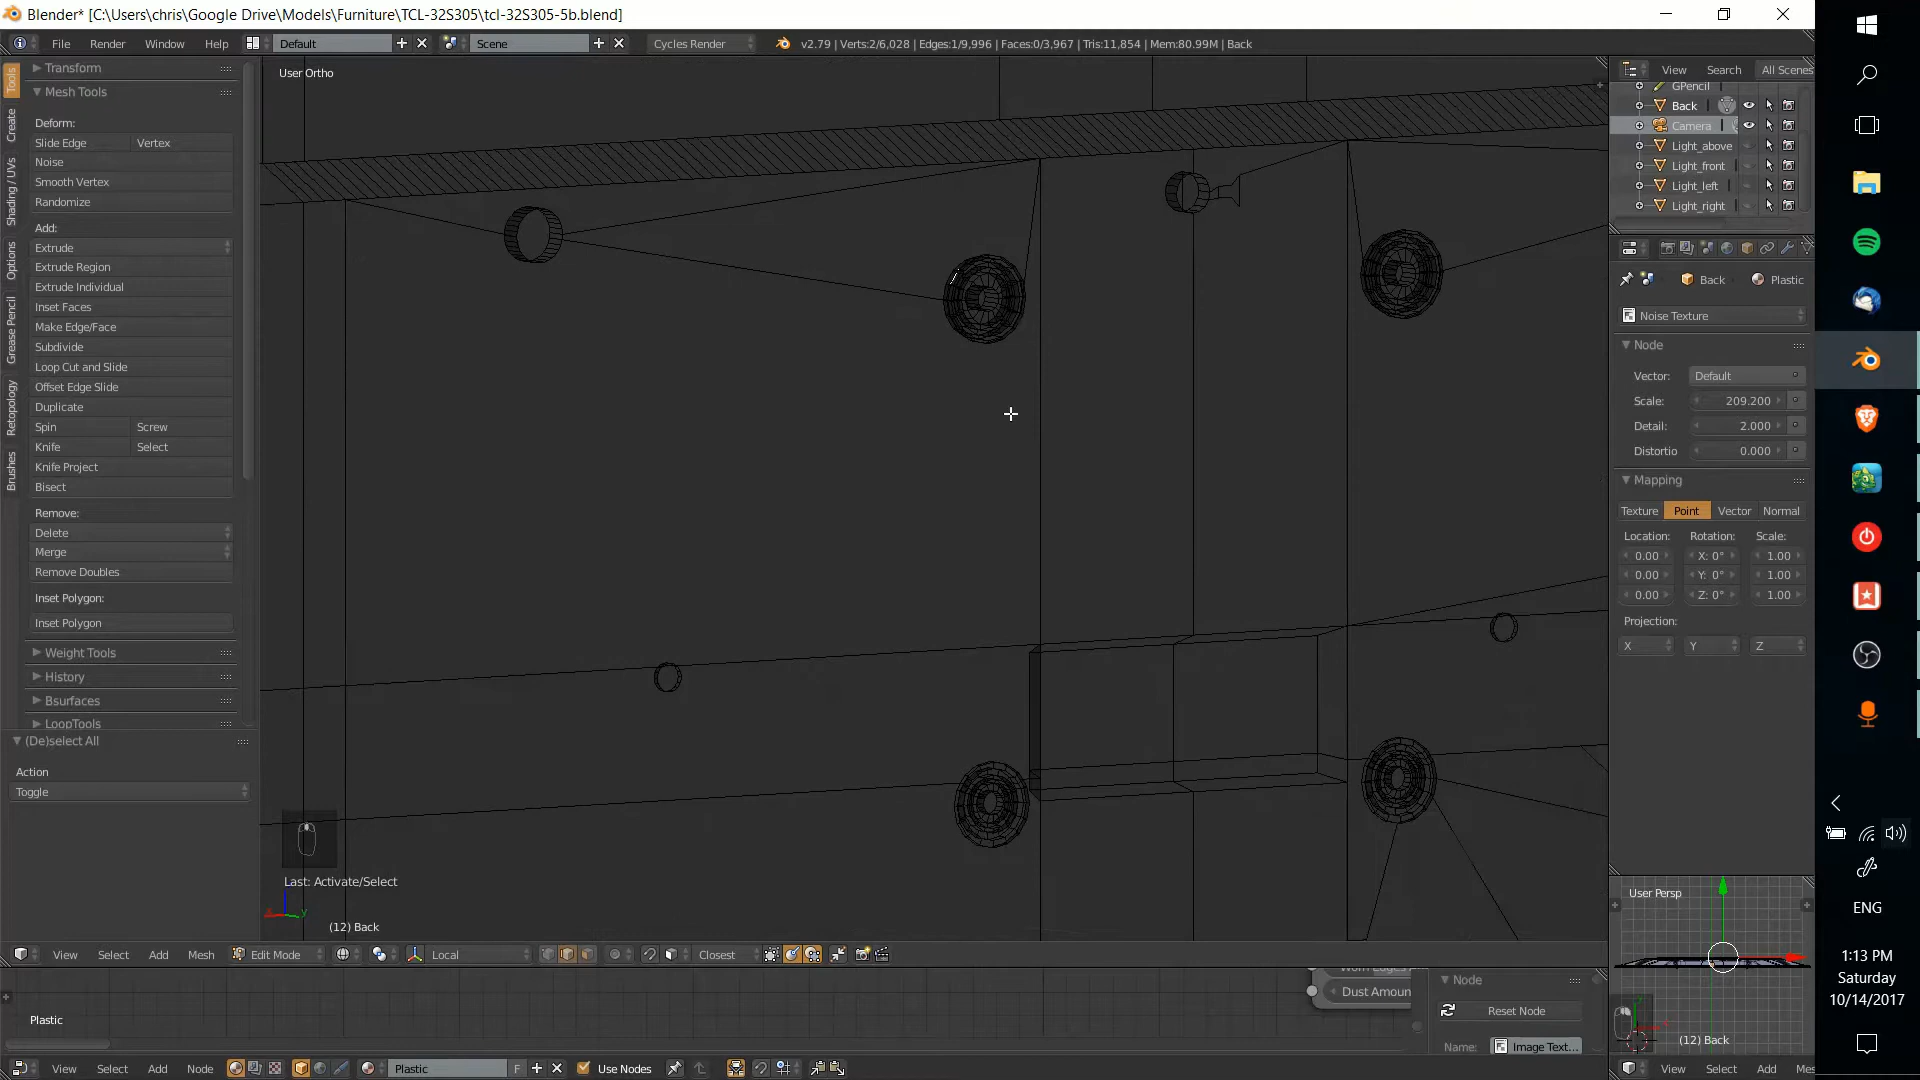 Blender* [C:\Users\chris\Google Drive\Models\Furniture\TCL-32S305\tcl-32S305-5b.blend]
File Render Window Help Default Scene Cycles Render v2.79 | Verts:2/6,028 | Edges:1/9,996 | Faces:0/3,967 | Tris:11,854 | Mem:80.99M | Back
Tools
Create
Shading / UVs
Options
Grease Pencil
Retopology
Brushes
Transform
Mesh Tools
Deform:
Slide Edge Vertex
Noise
Smooth Vertex
Randomize
Add:
Extrude
Extrude Region
Extrude Individual
Inset Faces
Make Edge/Face
Subdivide
Loop Cut and Slide
Offset Edge Slide
Duplicate
Spin Screw
Knife Select
Knife Project
Bisect
Remove:
Delete
Merge
Remove Doubles
Inset Polygon:
Inset Polygon
Weight Tools
History
Bsurfaces
LoopTools
(De)select All
Action
Toggle
User Ortho
Last: Activate/Select
(12) Back
View Select Add Mesh Edit Mode Local Closest
Plastic
Dust Amoun
Node
Reset Node
Name: Image Text...
View Select Add Node Plastic F Use Nodes
View Search All Scenes
GPencil
Back
Camera
Light_above
Light_front
Light_left
Light_right
Back Plastic
Noise Texture
Node
Vector: Default
Scale: 209.200
Detail: 2.000
Distortio 0.000
Mapping
Texture Point Vector Normal
Location: Rotation: Scale:
0.00 X: 0° 1.00
0.00 Y: 0° 1.00
0.00 Z: 0° 1.00
Projection:
X Y Z
User Persp
(12) Back
View Select Add Mes
ENG
1:13 PM
Saturday
10/14/2017